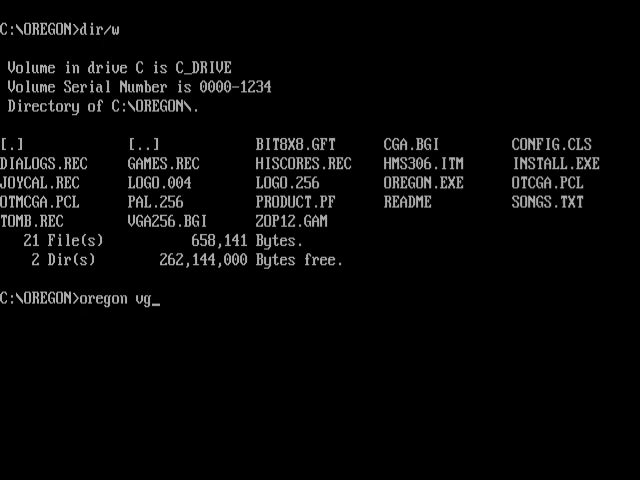 C:\OREGON>dir/w
Volume in drive C is C_DRIVE
Volume Serial Number is 0000-1234
Directory of C:\OREGON\.
[.] [..] BIT8X8.GFT CGA.BGI CONFIG.CLS
DIALOGS.REC GAMES.REC HISCORES.REC HMS306.ITM INSTALL.EXE
JOYCAL.REC LOGO.004 LOGO.256 OREGON.EXE OTCGA.PCL
OTMCGA.PCL PAL.256 PRODUCT.PF README SONGS.TXT
TOMB.REC VGA256.BGI ZOP12.GAM
21 File(s) 658,141 Bytes.
2 Dir(s) 262,144,000 Bytes free.
C:\OREGON>oregon vg_